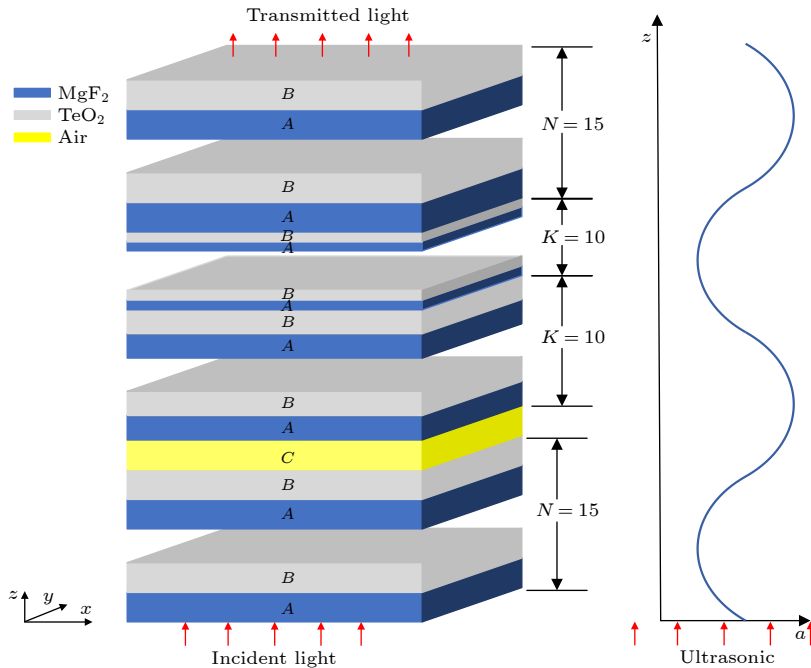 Transmitted light
MgF₂
TeO₂
Air
B
A
B
A
B
A
B
A
B
A
B
A
C
B
A
B
A
N = 15
K = 10
K = 10
N = 15
z
y
x
Incident light
z
a
Ultrasonic